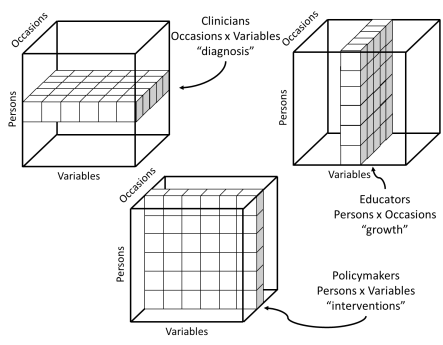 Occasions
Persons
Variables
Clinicians
Occasions x Variables
“diagnosis”
Occasions
Persons
Variables
Educators
Persons x Occasions
“growth”
Occasions
Persons
Variables
Policymakers
Persons x Variables
“interventions”